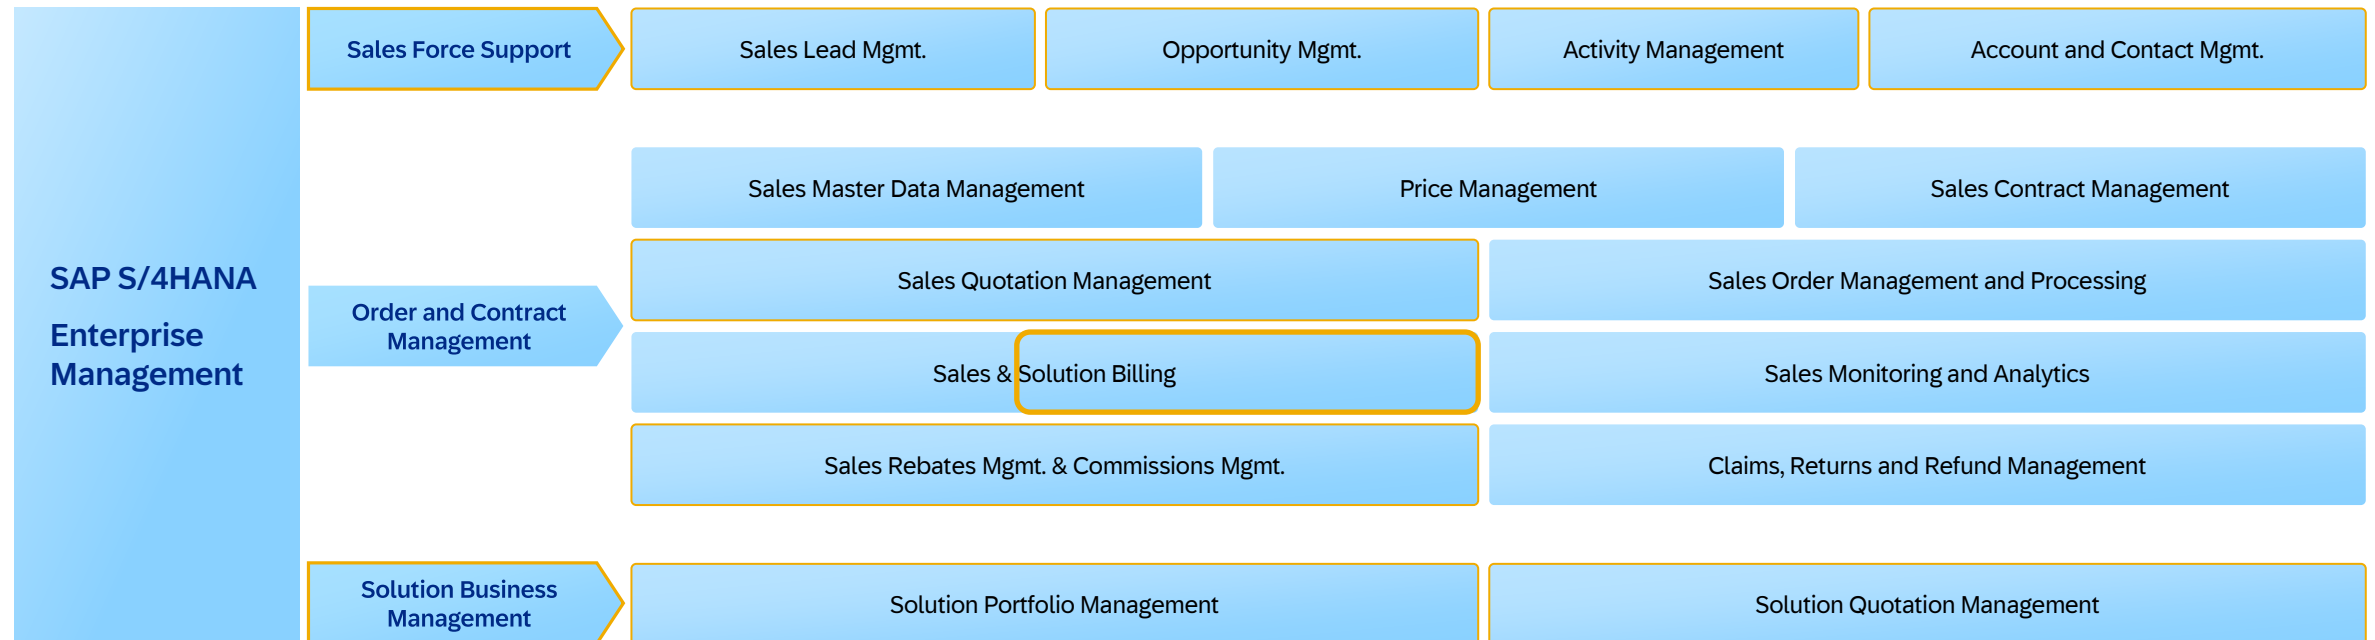 SAP S/4HANA
Enterprise
Management
Sales Force Support
Sales Lead Mgmt.
Opportunity Mgmt.
Activity Management
Account and Contact Mgmt.
Order and Contract
Management
Sales Master Data Management
Price Management
Sales Contract Management
Sales Quotation Management
Sales Order Management and Processing
Sales & Solution Billing
Sales Monitoring and Analytics
Sales Rebates Mgmt. & Commissions Mgmt.
Claims, Returns and Refund Management
Solution Business
Management
Solution Portfolio Management
Solution Quotation Management